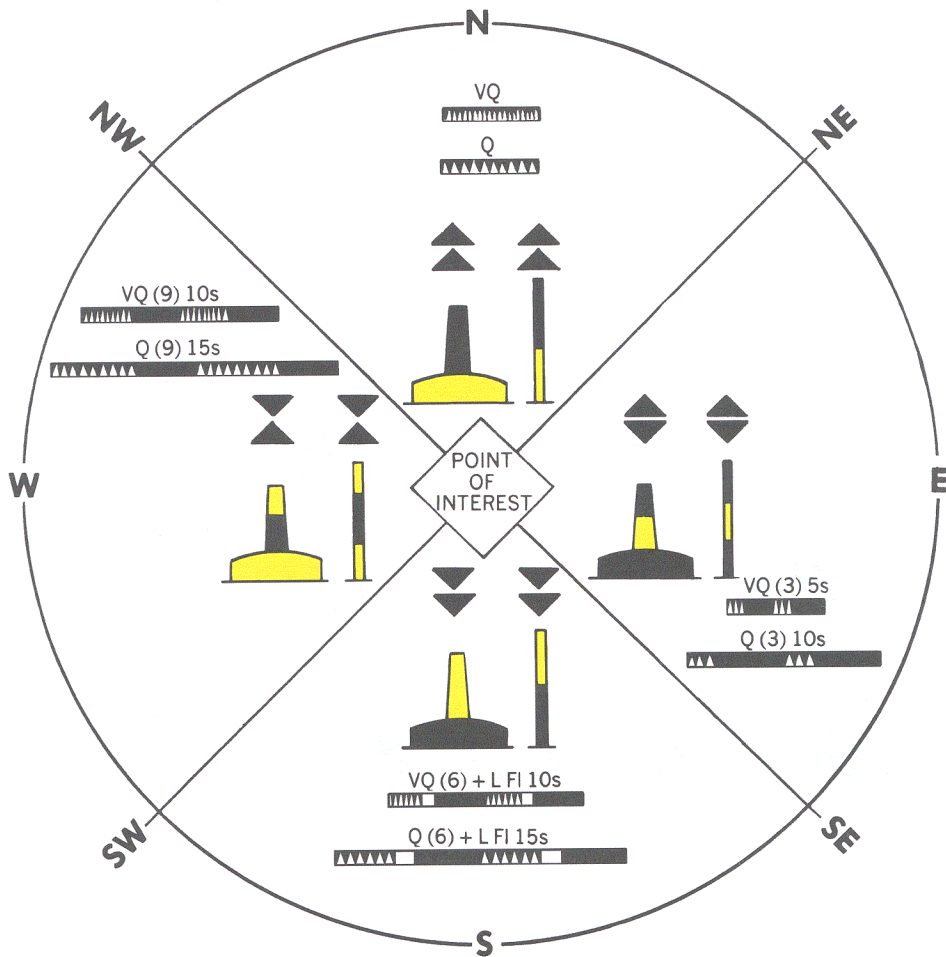 N
NW
NE
VQ
Q
VQ (9) 10s
Q (9) 15s
W
E
POINT
OF
INTEREST
VQ (3) 5s
Q (3) 10s
VQ (6) + L Fl 10s
Q (6) + L Fl 15s
SW
SE
S